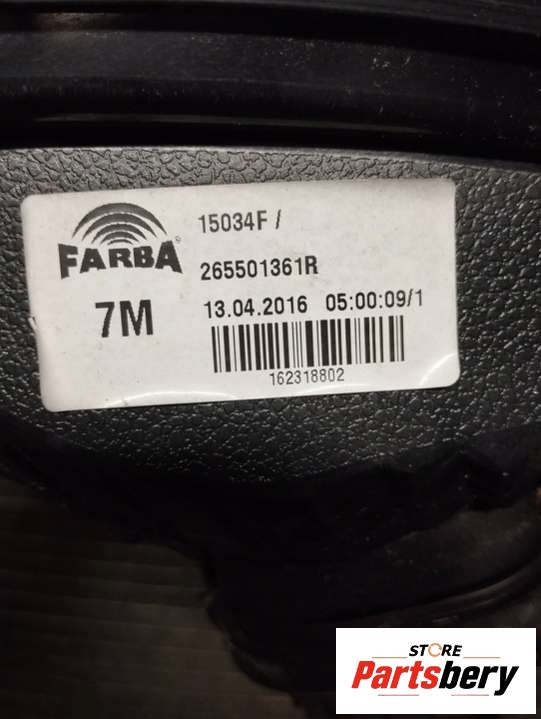 FARBA®
7M
15034F /
265501361R
13.04.2016 05:00:09/1
162318802
STORE
Partsbery